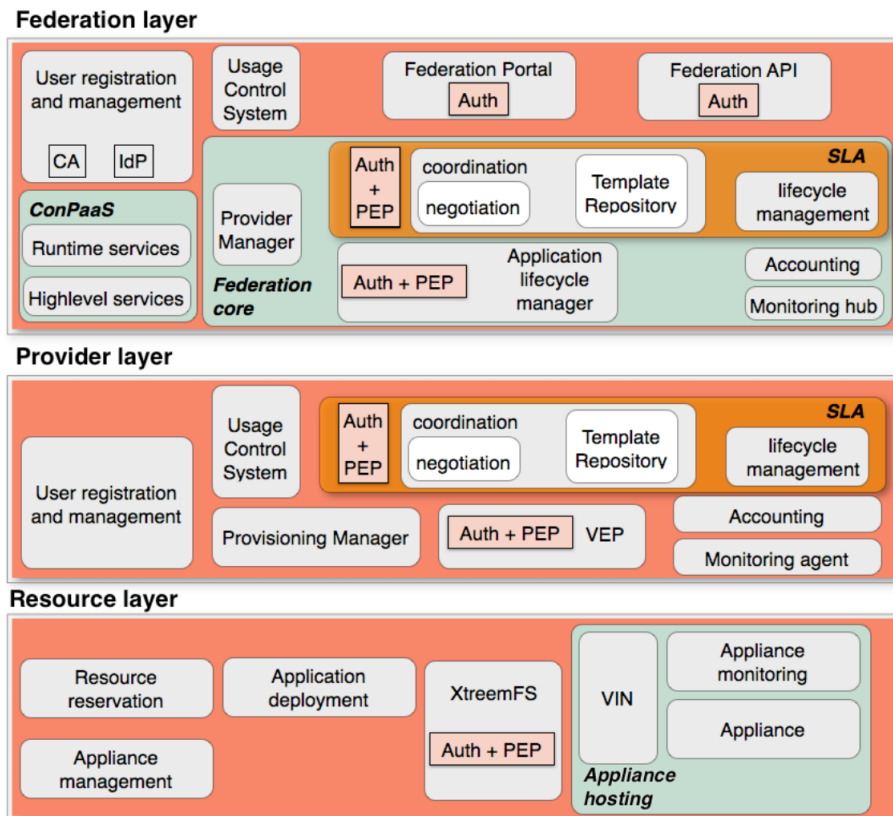 Federation layer
User registration
and management
CA
IdP
Usage
Control
System
Federation Portal
Auth
Federation API
Auth
ConPaaS
Runtime services
Highlevel services
Provider
Manager
Federation
core
Auth
+
PEP
coordination
negotiation
Template
Repository
SLA
lifecycle
management
Auth + PEP
Application
lifecycle
manager
Accounting
Monitoring hub
Provider layer
User registration
and management
Usage
Control
System
Auth
+
PEP
coordination
negotiation
Template
Repository
SLA
lifecycle
management
Provisioning Manager
Auth + PEP
VEP
Accounting
Monitoring agent
Resource layer
Resource
reservation
Application
deployment
Appliance
management
XtreemFS
Auth + PEP
VIN
Appliance
monitoring
Appliance
Appliance
hosting